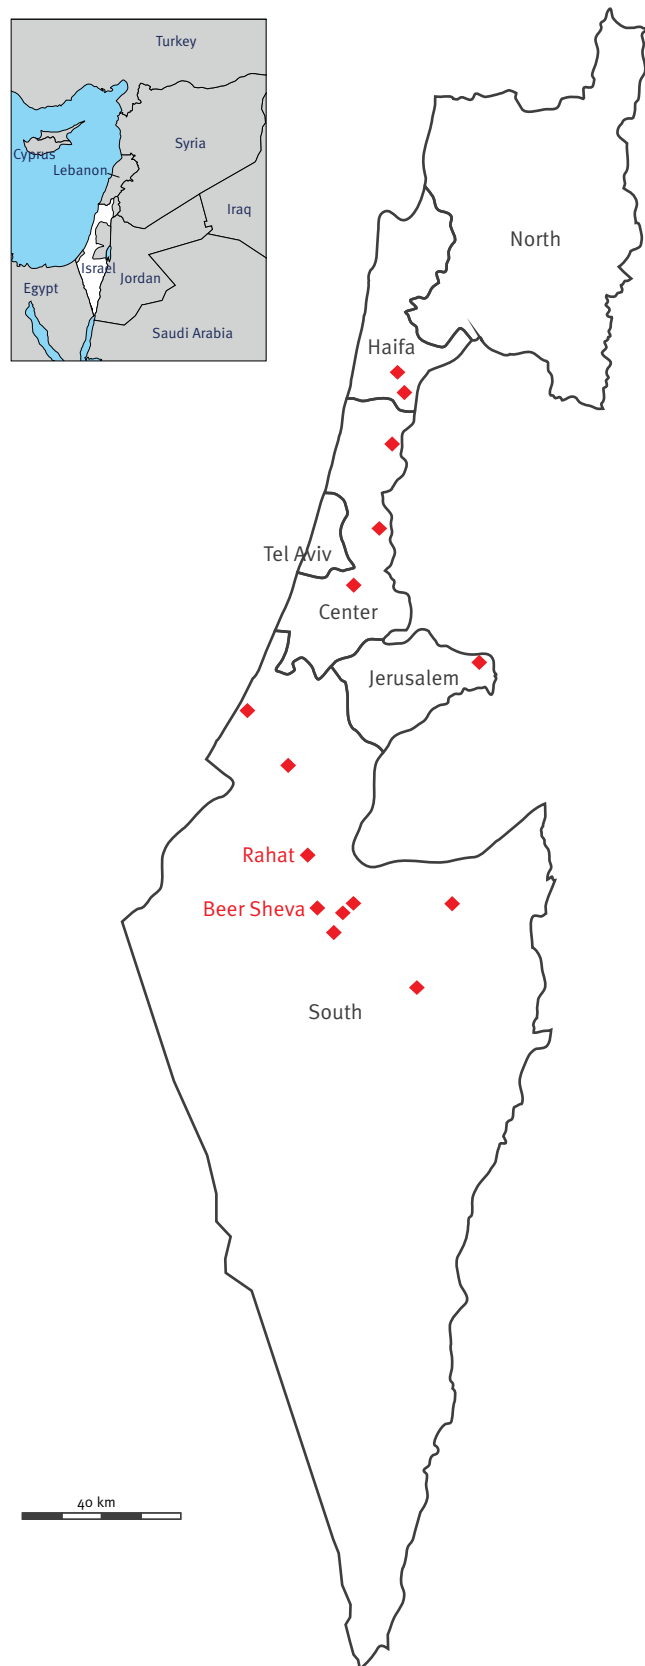 Turkey
Syria
Cyprus
Lebanon
Iraq
Israel
Jordan
Egypt
Saudi Arabia
North
Haifa
Tel Aviv
Center
Jerusalem
Rahat
Beer Sheva
South
40 km